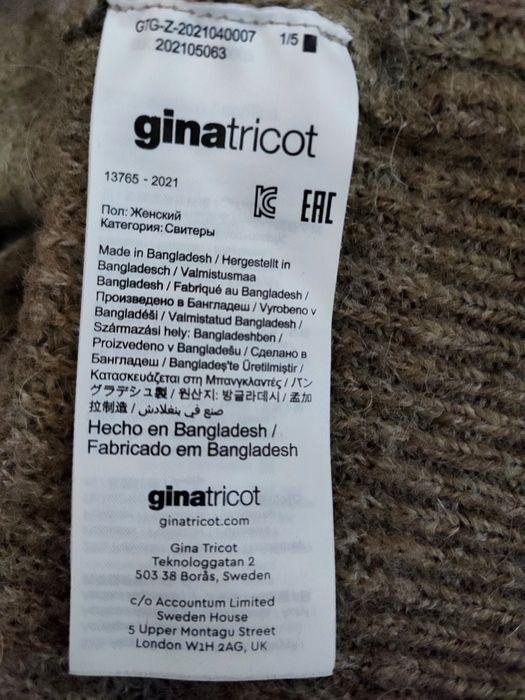 GTG-Z-2021040007 1/5
202105063
ginatricot
13765 - 2021
EAC
Пол: Женский
Категория: Свитеры
Made in Bangladesh / Hergestellt in
Bangladesch / Valmistusmaa
Bangladesh / Fabriqué au Bangladesh /
Произведено в Бангладеш / Vyrobeno v
Bangladéši / Valmistatud Bangladesh /
Származási hely: Bangladeshben /
Proizvedeno v Bangladešu / Сделано в
Бангладеш / Bangladeş'te Üretilmiştir /
Κατασκευάζεται στη Μπανγκλαντές / バン
グラデシュ製 / 원산지: 방글라데시 / 孟加
拉制造 / صنع في بنغلادش /
Hecho en Bangladesh /
Fabricado em Bangladesh
ginatricot
ginatricot.com
Gina Tricot
Teknologgatan 2
503 38 Borås, Sweden
c/o Accountum Limited
Sweden House
5 Upper Montagu Street
London W1H 2AG, UK